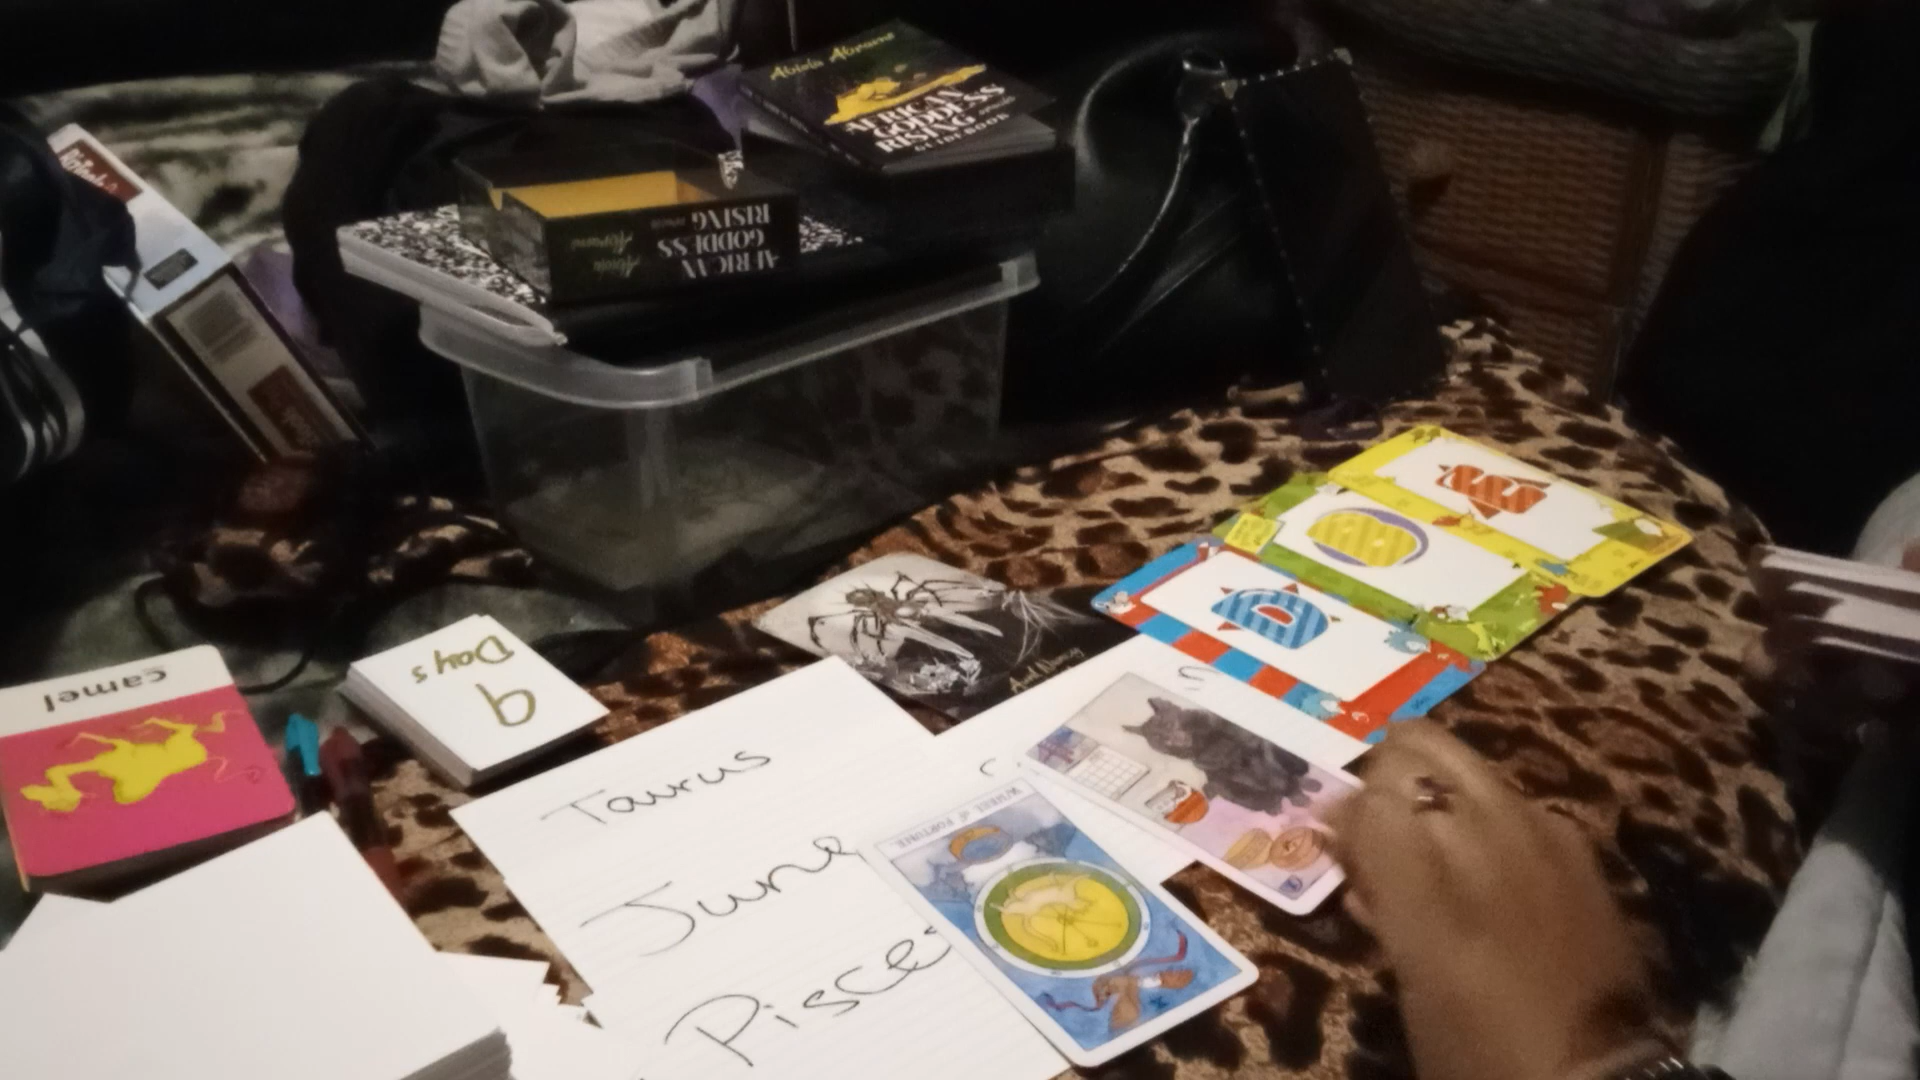 Abiola Abrams
AFRICAN
GODDESS
RISING ORACLE
GUIDEBOOK
AFRICAN
GODDESS
RISING
Abiola
Abrams
camel
9
Days
Taurus
June
Pisces
WHEEL of FORTUNE
m
O
D